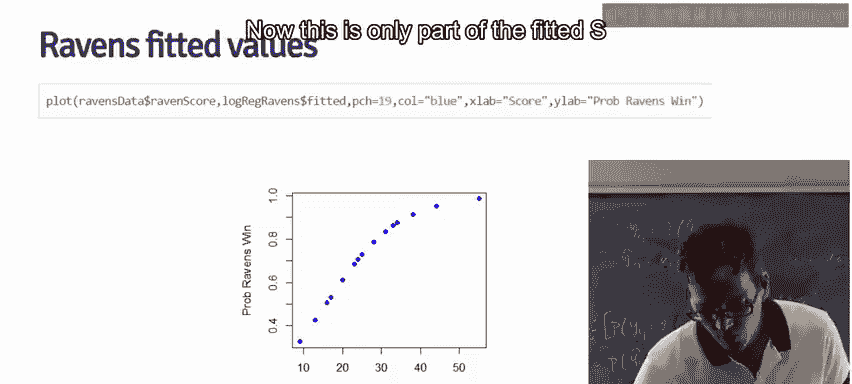 Now this is only part of the fitted S
Ravens fitted values
plot(ravensData$ravenScore,logRegRavens$fitted,pch=19,col="blue",xlab="Score",ylab="Prob Ravens Win")
Prob Ravens Win
1.0
0.8
0.6
0.4
10 20 30 40 50